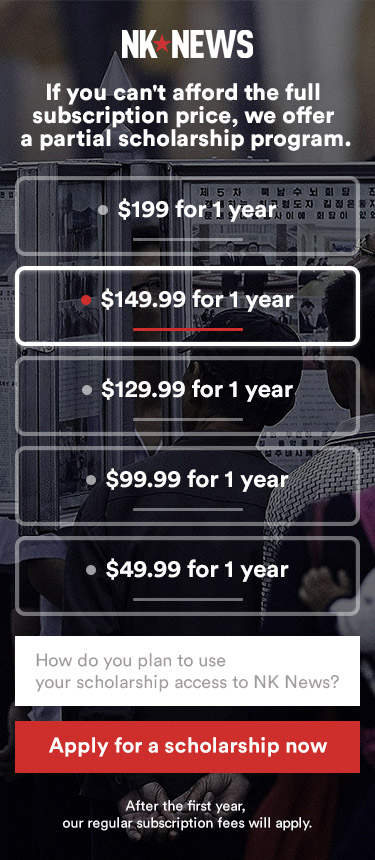 NK NEWS
If you can't afford the full
subscription price, we offer
a partial scholarship program.
$199 for 1 year
$149.99 for 1 year
$129.99 for 1 year
$99.99 for 1 year
$49.99 for 1 year
How do you plan to use
your scholarship access to NK News?
Apply for a scholarship now
After the first year,
our regular subscription fees will apply.